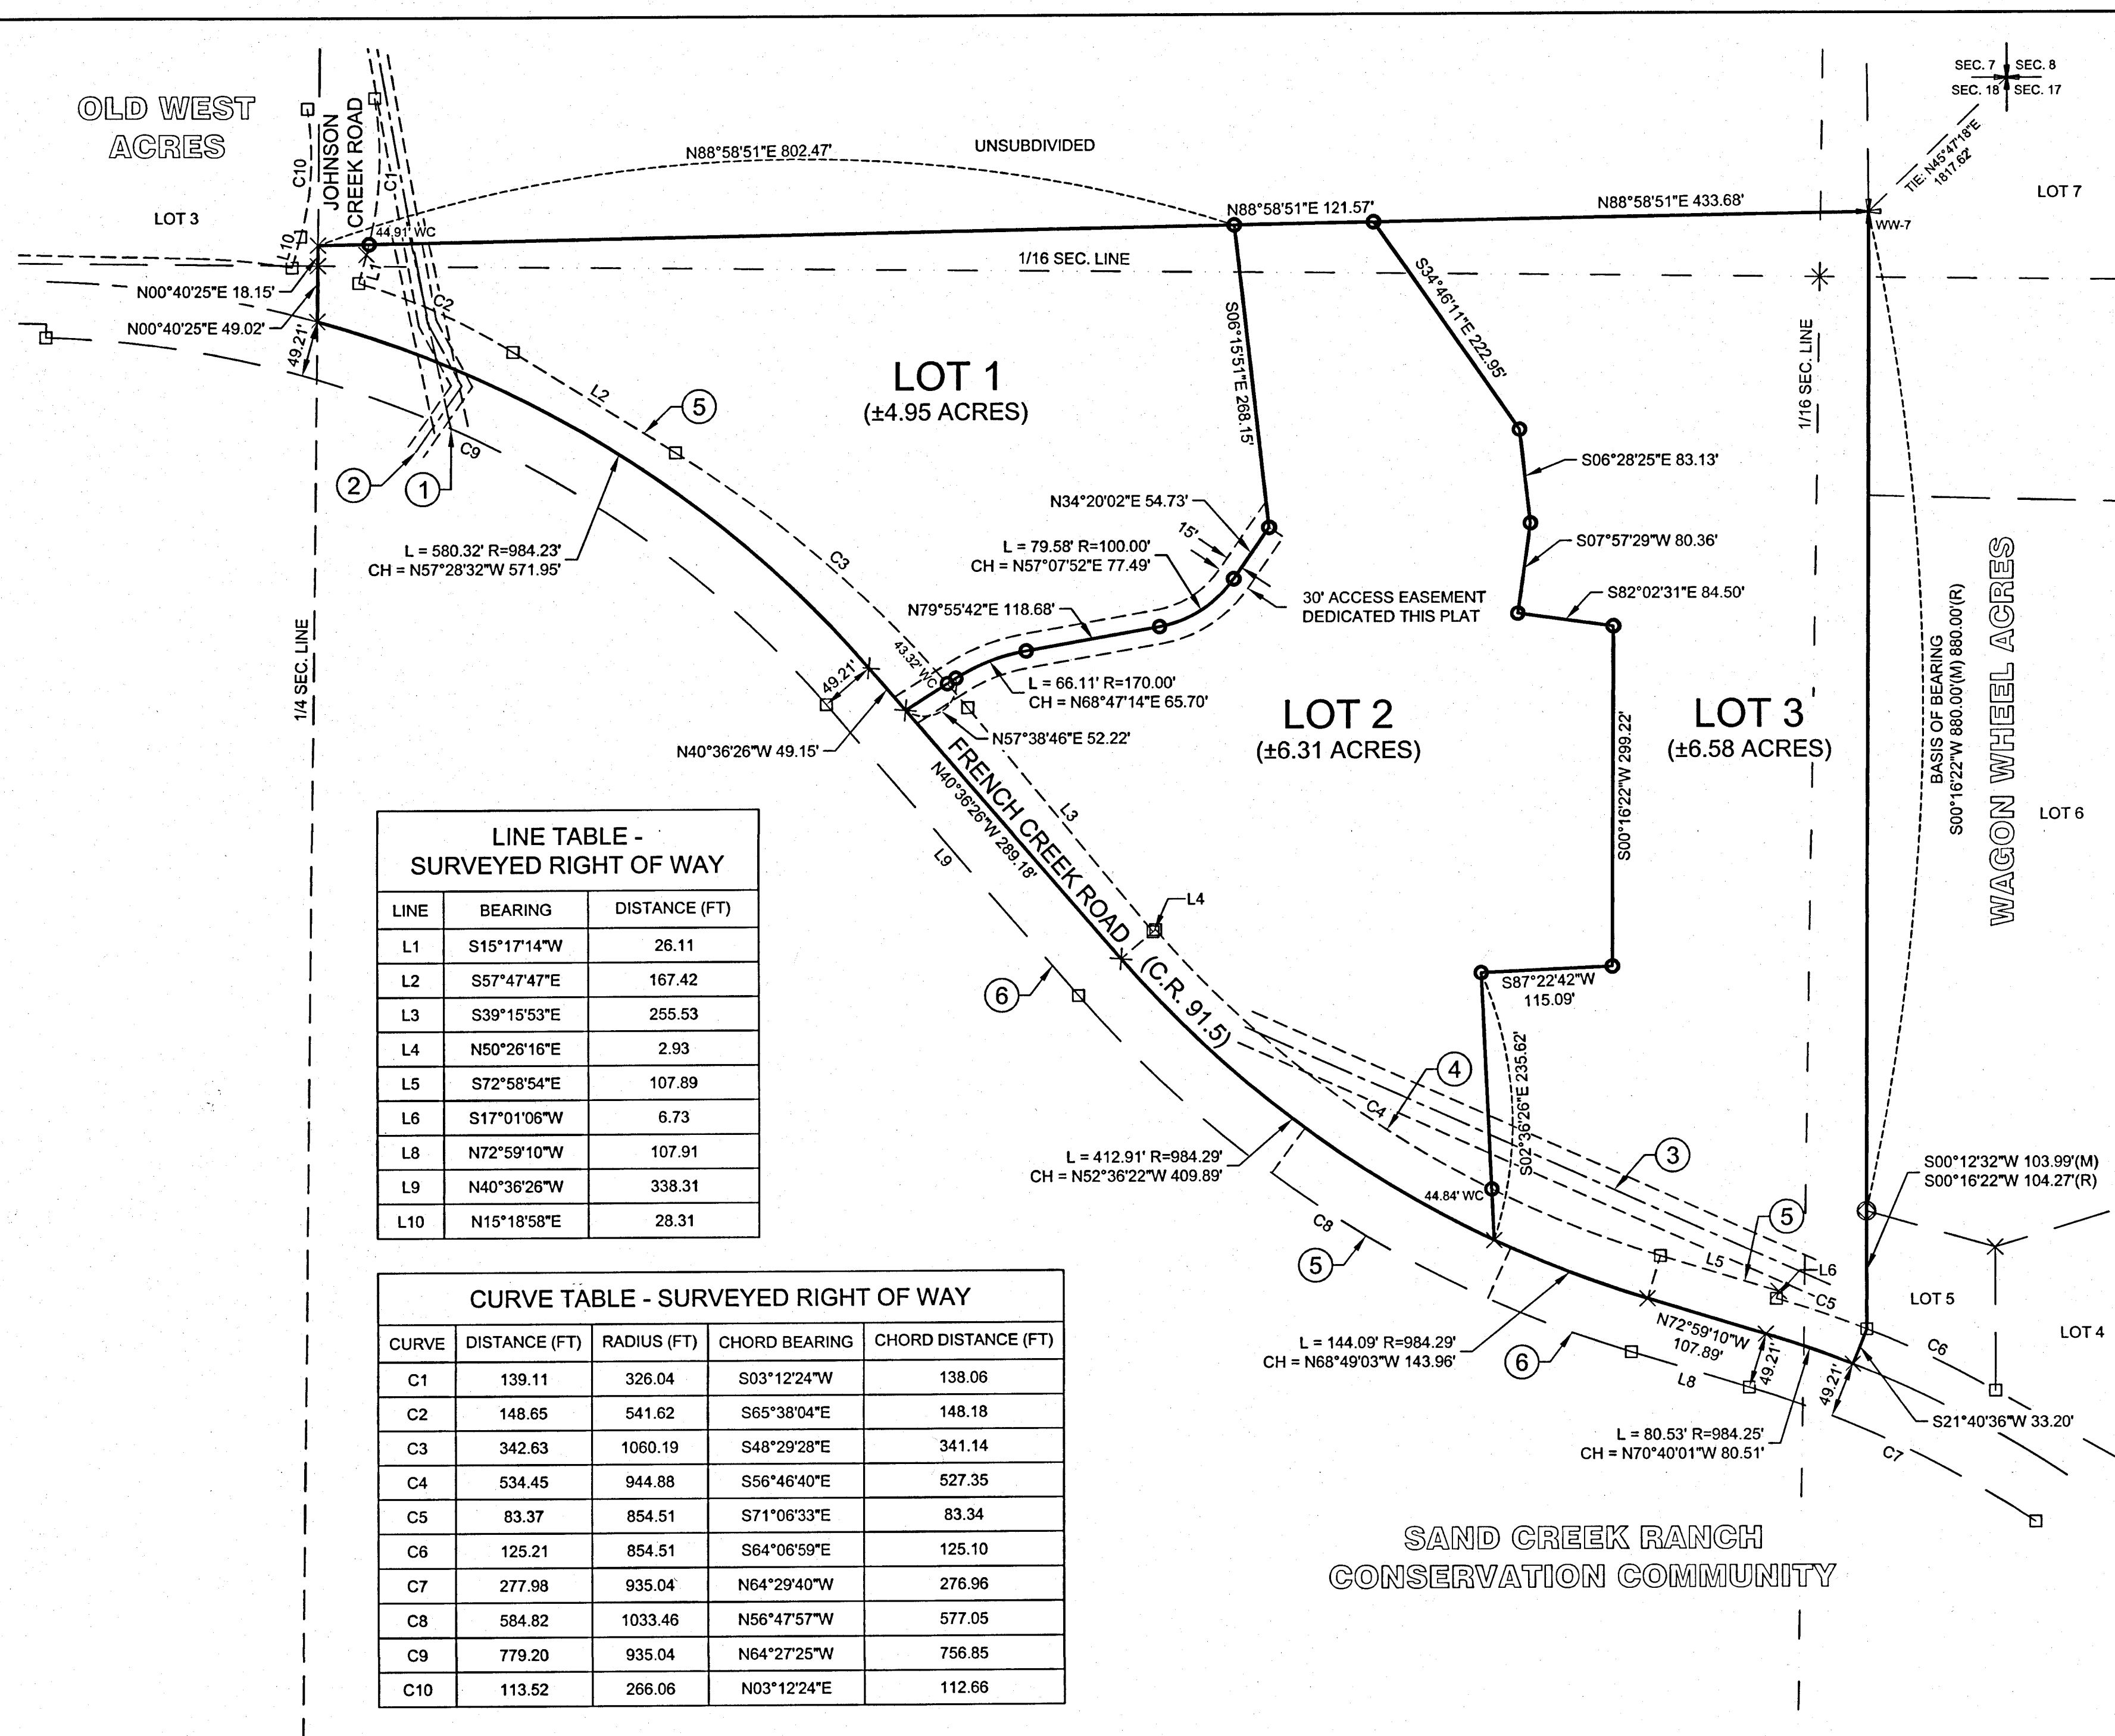 SEC. 7 SEC. 8
SEC. 18 SEC. 17
TIE: N45°47'18"E
1817.62'
OLD WEST
ACRES
LOT 3
C10
JOHNSON
CREEK ROAD
C1
L10
L1
44.91' WC
N88°58'51"E 802.47'
UNSUBDIVIDED
N88°58'51"E 121.57'
N88°58'51"E 433.68'
WW-7
LOT 7
1/16 SEC. LINE
N00°40'25"E 18.15'
N00°40'25"E 49.02'
49.21'
C2
L2
5
C9
2
1
LOT 1
(±4.95 ACRES)
S06°15'51"E 268.15'
S34°46'11"E 222.95'
1/16 SEC. LINE
S06°28'25"E 83.13'
S07°57'29"W 80.36'
S82°02'31"E 84.50'
L = 580.32' R=984.23'
CH = N57°28'32"W 571.95'
C3
N34°20'02"E 54.73'
15'
L = 79.58' R=100.00'
CH = N57°07'52"E 77.49'
N79°55'42"E 118.68'
30' ACCESS EASEMENT
DEDICATED THIS PLAT
43.32' WC
49.21'
L = 66.11' R=170.00'
CH = N68°47'14"E 65.70'
N57°38'46"E 52.22'
N40°36'26"W 49.15'
1/4 SEC. LINE
LOT 2
(±6.31 ACRES)
LOT 3
(±6.58 ACRES)
S00°16'22"W 299.22'
BASIS OF BEARING
S00°16'22"W 880.00'(M) 880.00'(R)
WAGON WHEEL ACRES
LOT 6
FRENCH CREEK ROAD
(C.R. 91.5)
N40°36'26"W 289.18'
L3
L9
L4
6
S87°22'42"W
115.09'
S02°36'26"E 235.62'
4
C4
3
L = 412.91' R=984.29'
CH = N52°36'22"W 409.89'
44.84' WC
C8
5
S00°12'32"W 103.99'(M)
S00°16'22"W 104.27'(R)
5
L5
L6
C5
LOT 5
LOT 4
C6
N72°59'10"W
107.89'
L = 144.09' R=984.29'
CH = N68°49'03"W 143.96'
6
L8
49.21'
49.21'
S21°40'36"W 33.20'
L = 80.53' R=984.25'
CH = N70°40'01"W 80.51'
C7
SAND CREEK RANCH
CONSERVATION COMMUNITY
LINE TABLE -
SURVEYED RIGHT OF WAY
LINE BEARING DISTANCE (FT)
L1 S15°17'14"W 26.11
L2 S57°47'47"E 167.42
L3 S39°15'53"E 255.53
L4 N50°26'16"E 2.93
L5 S72°58'54"E 107.89
L6 S17°01'06"W 6.73
L8 N72°59'10"W 107.91
L9 N40°36'26"W 338.31
L10 N15°18'58"E 28.31
CURVE TABLE - SURVEYED RIGHT OF WAY
CURVE DISTANCE (FT) RADIUS (FT) CHORD BEARING CHORD DISTANCE (FT)
C1 139.11 326.04 S03°12'24"W 138.06
C2 148.65 541.62 S65°38'04"E 148.18
C3 342.63 1060.19 S48°29'28"E 341.14
C4 534.45 944.88 S56°46'40"E 527.35
C5 83.37 854.51 S71°06'33"E 83.34
C6 125.21 854.51 S64°06'59"E 125.10
C7 277.98 935.04 N64°29'40"W 276.96
C8 584.82 1033.46 N56°47'57"W 577.05
C9 779.20 935.04 N64°27'25"W 756.85
C10 113.52 266.06 N03°12'24"E 112.66